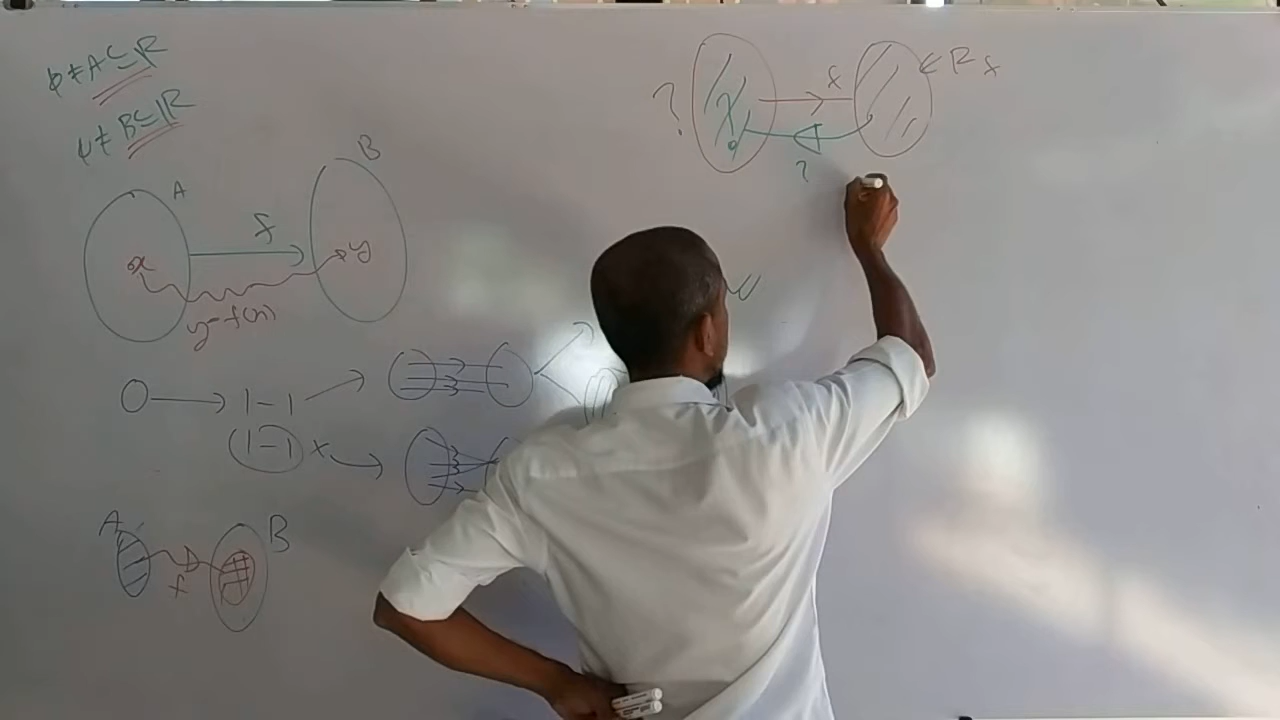 ϕ ≠ A ⊆ ℝ
ϕ ≠ B ⊆ ℝ
A
B
f
x
y
y=f(x)
O → 1-1
(1-1) x
A
B
f
?
f
← R f
?